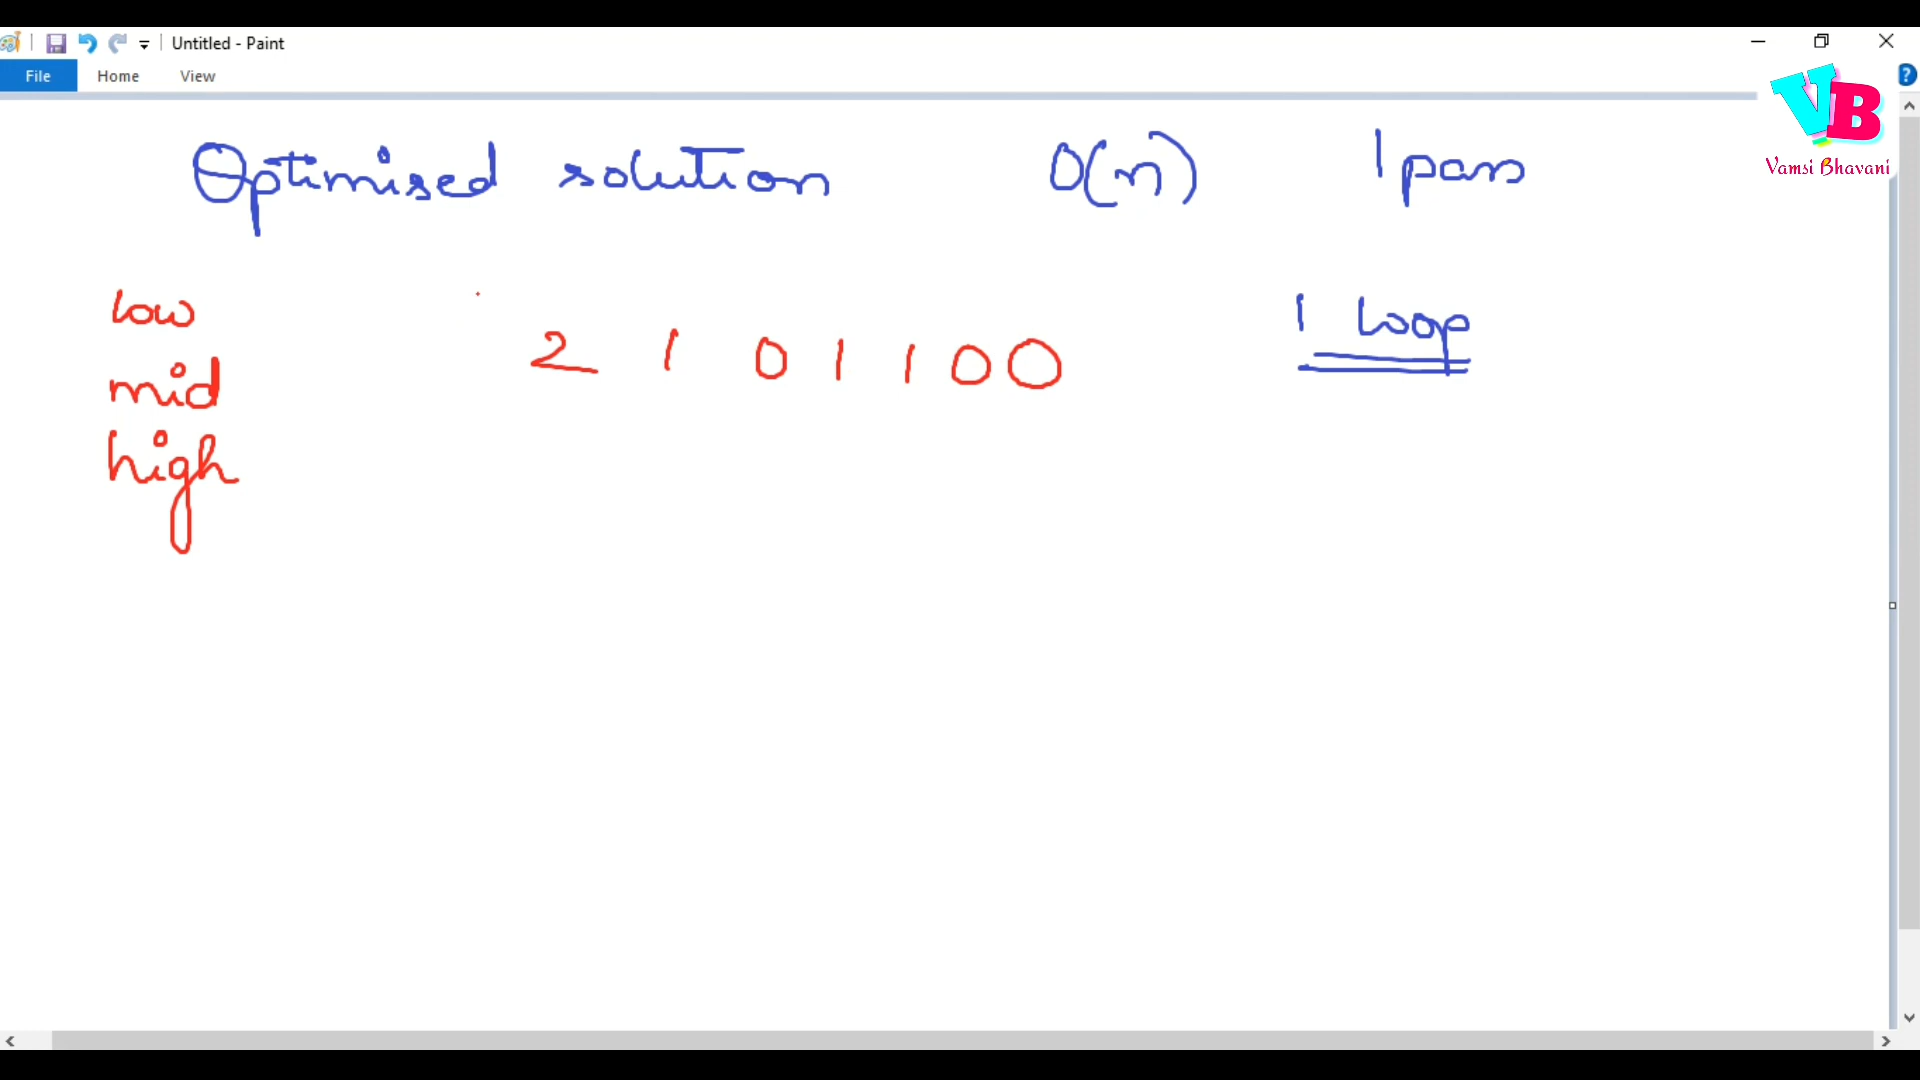 Untitled - Paint
File Home View
VB
Vamsi Bhavani
Optimised solution O(n) 1 pass
low
2 1 0 1 1 0 0
1 loop
mid
high